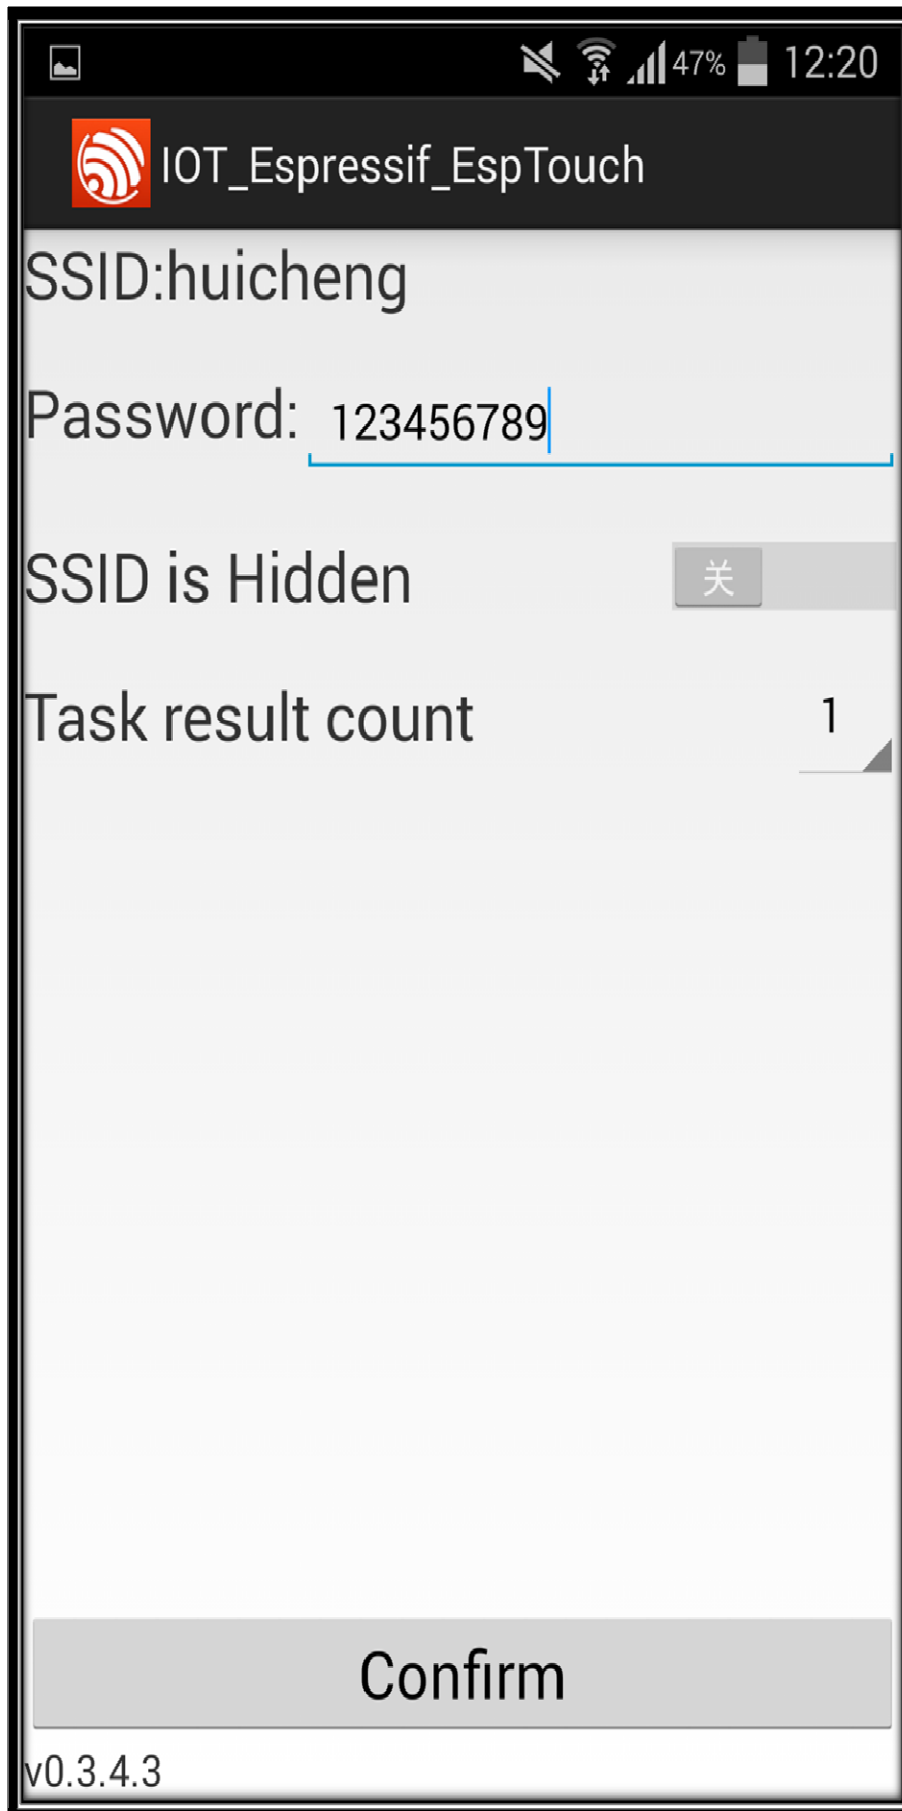 47% 12:20
IOT_Espressif_EspTouch
SSID:huicheng
Password: 123456789
SSID is Hidden 关
Task result count 1
Confirm
v0.3.4.3